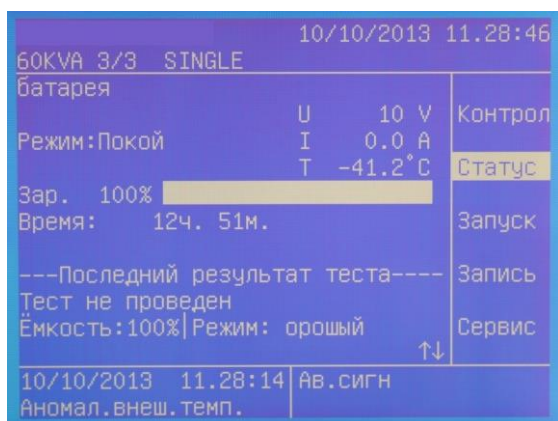 10/10/2013 11.28:46
60KVA 3/3 SINGLE
батарея
U 10 V
Режим:Покой I 0.0 A
T -41.2°C
Зар. 100%
Время: 12ч. 51м.
---Последний результат теста----
Тест не проведен
Ёмкость:100%|Режим: орошый
↑↓
Контрол
Статус
Запуск
Запись
Сервис
10/10/2013 11.28:14
Аномал.внеш.темп.
Ав.сигн